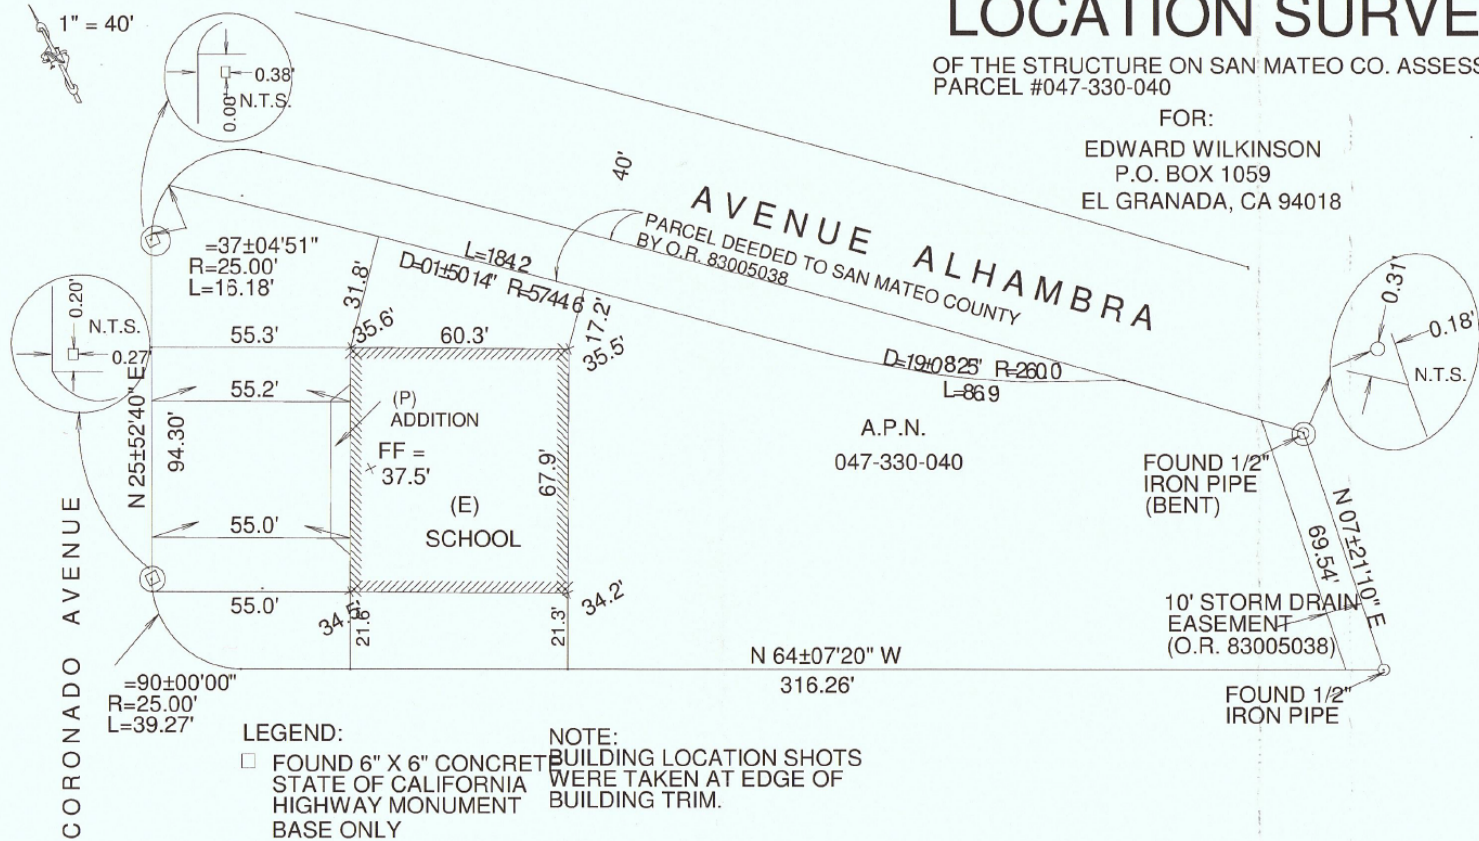 1" = 40'
LOCATION SURVE
OF THE STRUCTURE ON SAN MATEO CO. ASSESS
PARCEL #047-330-040
FOR:
EDWARD WILKINSON
P.O. BOX 1059
EL GRANADA, CA 94018
0.38'
0.08'
N.T.S.
40'
AVENUE ALHAMBRA
PARCEL DEEDED TO SAN MATEO COUNTY
BY O.R. 83005038
=37±04'51"
R=25.00'
L=16.18'
L=184.2
D=01±50 14" R=5744.6
31.8'
17.2'
0.20'
N.T.S.
0.27'
55.3'
35.6'
60.3'
35.5'
0.31'
0.18'
N.T.S.
D=19±08 25" R=260.0
L=86.9
N 25±52'40" E
94.30'
55.2'
(P)
ADDITION
FF =
37.5'
67.9'
(E)
SCHOOL
A.P.N.
047-330-040
FOUND 1/2"
IRON PIPE
(BENT)
N 07±21'10" E
69.54'
55.0'
55.0'
34.5'
21.6'
21.3'
34.2'
10' STORM DRAIN
EASEMENT
(O.R. 83005038)
N 64±07'20" W
316.26'
FOUND 1/2"
IRON PIPE
=90±00'00"
R=25.00'
L=39.27'
CORONADO AVENUE
LEGEND:
FOUND 6" X 6" CONCRETE
STATE OF CALIFORNIA
HIGHWAY MONUMENT
BASE ONLY
NOTE:
BUILDING LOCATION SHOTS
WERE TAKEN AT EDGE OF
BUILDING TRIM.